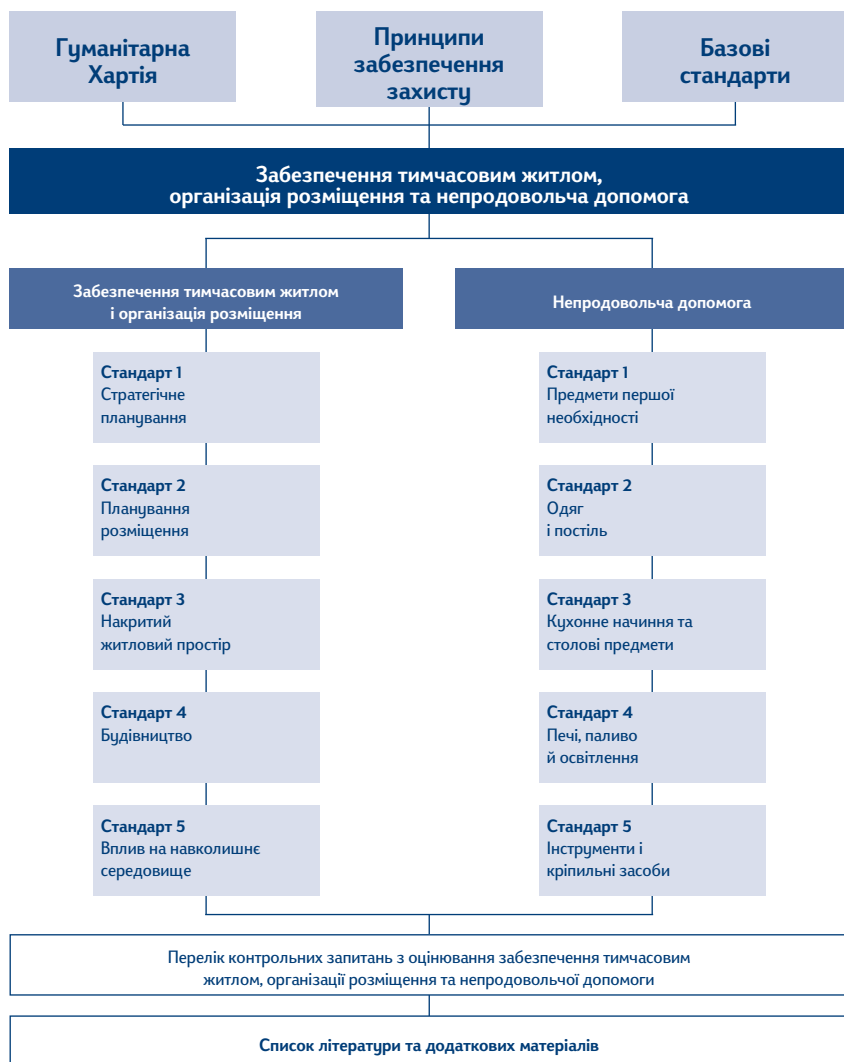 Гуманітарна
Хартія
Принципи
забезпечення
захисту
Базові
стандарти
Забезпечення тимчасовим житлом,
організація розміщення та непродовольча допомога
Забезпечення тимчасовим житлом
і організація розміщення
Стандарт 1
Стратегічне
планування
Стандарт 2
Планування
розміщення
Стандарт 3
Накритий
житловий простір
Стандарт 4
Будівництво
Стандарт 5
Вплив на навколишнє
середовище
Непродовольча допомога
Стандарт 1
Предмети першої
необхідності
Стандарт 2
Одяг
і постіль
Стандарт 3
Кухонне начиння та
столові предмети
Стандарт 4
Печі, паливо
й освітлення
Стандарт 5
Інструменти і
кріпильні засоби
Перелік контрольних запитань з оцінювання забезпечення тимчасовим
житлом, організації розміщення та непродовольчої допомоги
Список літератури та додаткових матеріалів